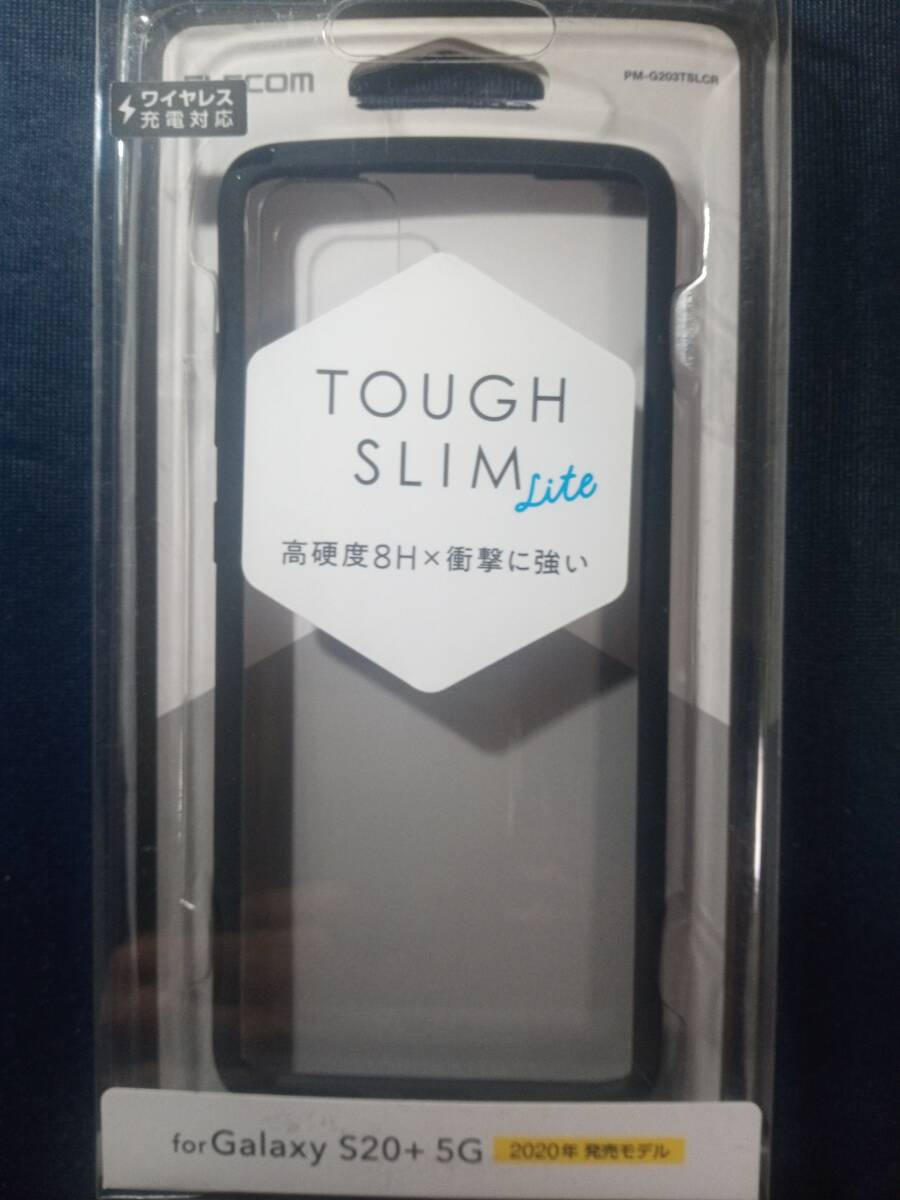 ELECOM
PM-G203TSLCR
ワイヤレス
充電対応
TOUGH
SLIM Lite
高硬度8H×衝撃に強い
for Galaxy S20+ 5G 2020年 発売モデル